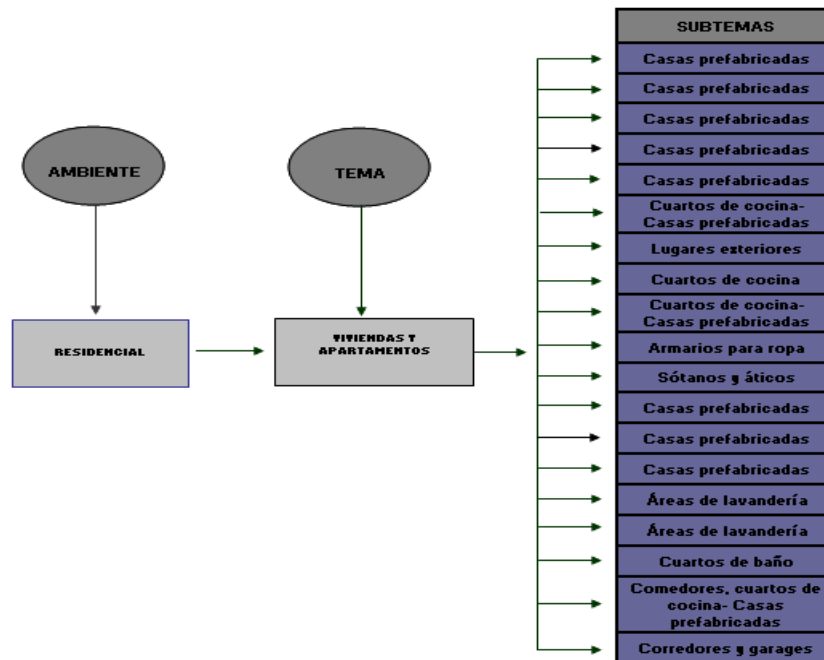 SUBTEMAS
Casas prefabricadas
Casas prefabricadas
Casas prefabricadas
Casas prefabricadas
Casas prefabricadas
Cuartos de cocina-
Casas prefabricadas
Lugares exteriores
Cuartos de cocina
Cuartos de cocina-
Casas prefabricadas
Armarios para ropa
Sótanos y áticos
Casas prefabricadas
Casas prefabricadas
Casas prefabricadas
Áreas de lavandería
Áreas de lavandería
Cuartos de baño
Comedores, cuartos de
cocina- Casas
prefabricadas
Corredores y garages
AMBIENTE
TEMA
RESIDENCIAL
VIVIENDAS Y
APARTAMENTOS